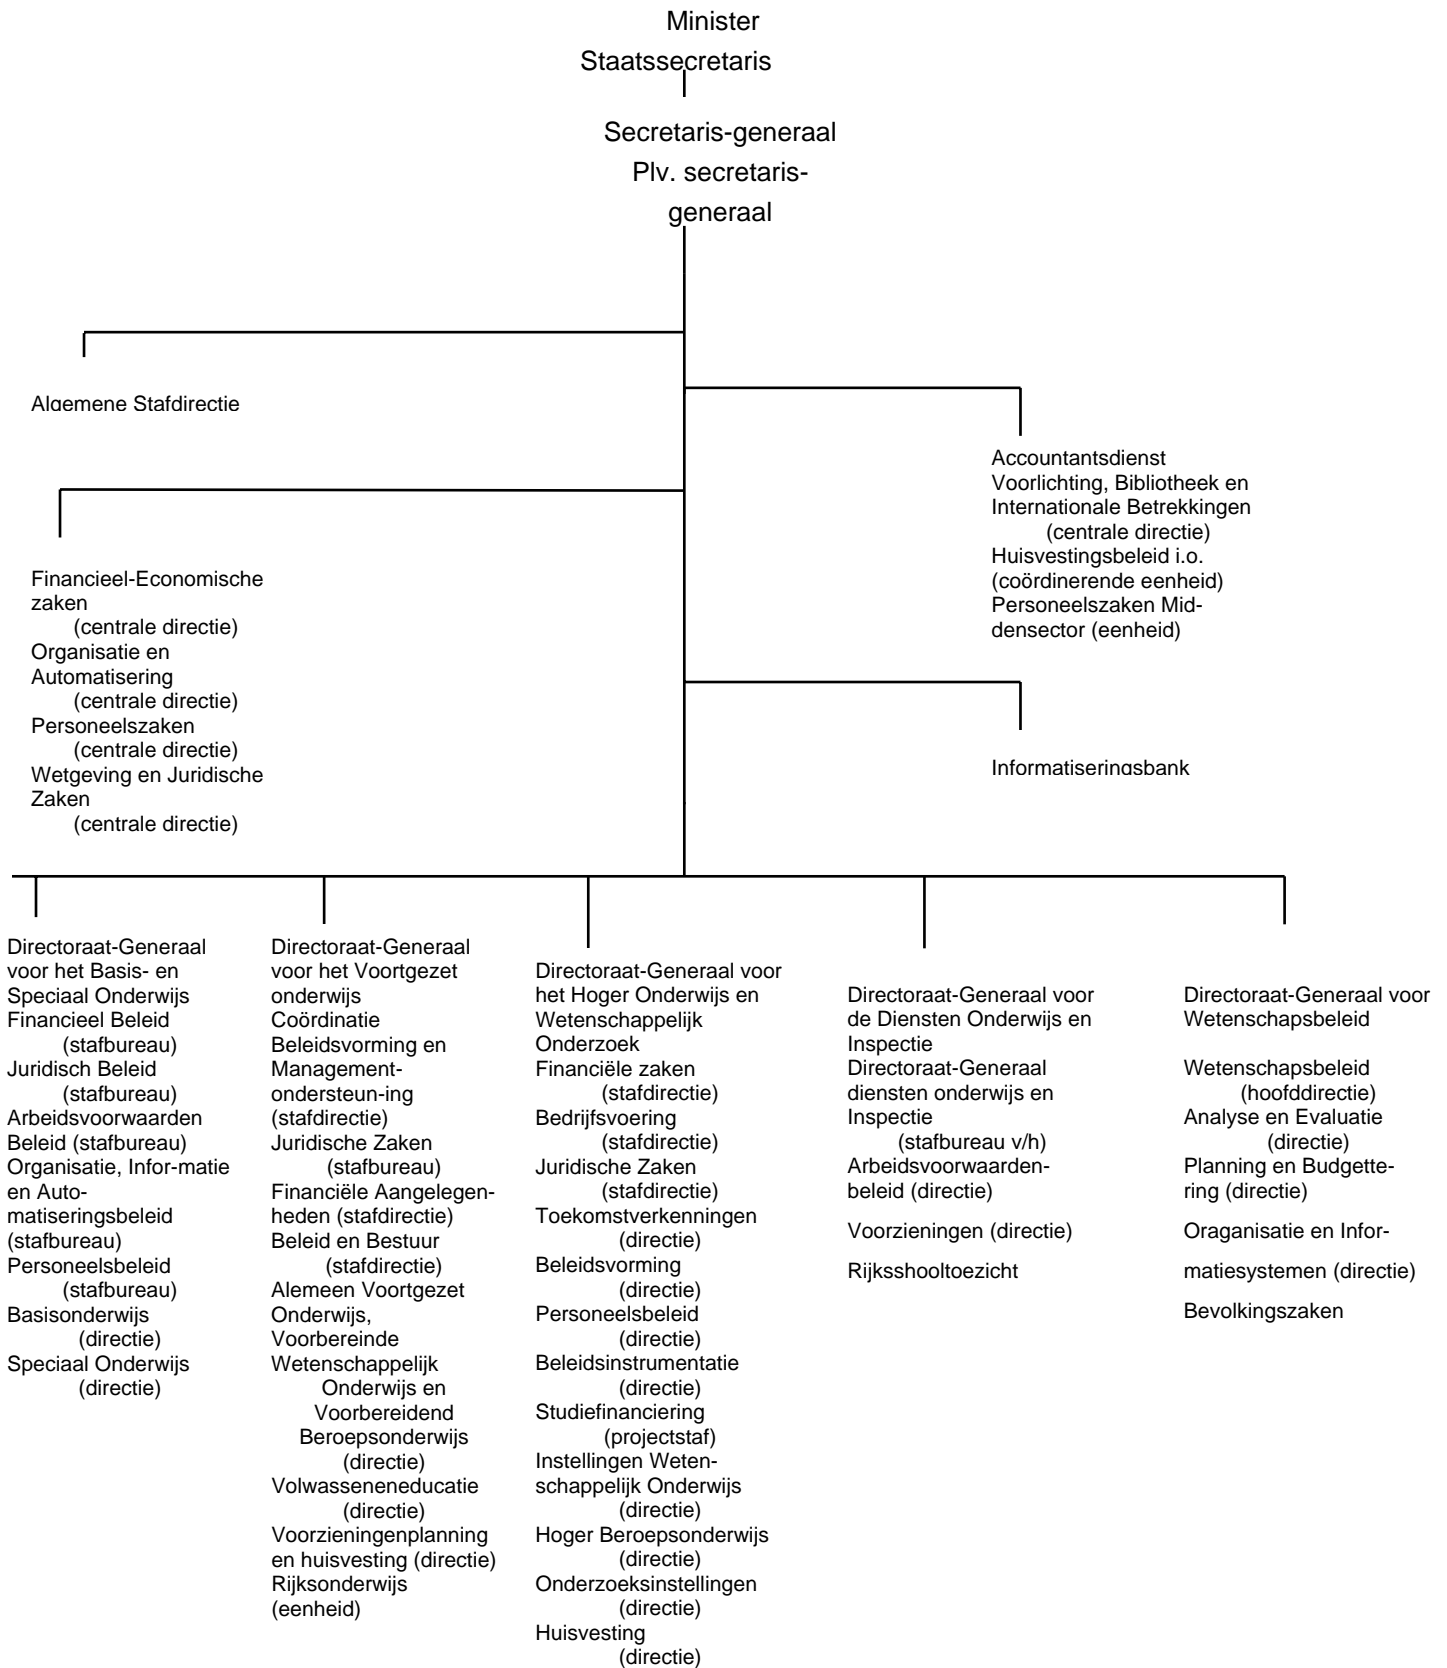 Minister
Staatssecretaris
Secretaris-generaal
Plv. secretaris-
generaal
Algemene Stafdirectie
Accountantsdienst
Voorlichting, Bibliotheek en
Internationale Betrekkingen
(centrale directie)
Huisvestingsbeleid i.o.
(coördinerende eenheid)
Personeelszaken Mid-
densector (eenheid)
Financieel-Economische
zaken
(centrale directie)
Organisatie en
Automatisering
(centrale directie)
Personeelszaken
(centrale directie)
Wetgeving en Juridische
Zaken
(centrale directie)
Informatiseringsbank
Directoraat-Generaal
voor het Basis- en
Speciaal Onderwijs
Financieel Beleid
(stafbureau)
Juridisch Beleid
(stafbureau)
Arbeidsvoorwaarden
Beleid (stafbureau)
Organisatie, Infor-matie
en Auto-
matiseringsbeleid
(stafbureau)
Personeelsbeleid
(stafbureau)
Basisonderwijs
(directie)
Speciaal Onderwijs
(directie)
Directoraat-Generaal
voor het Voortgezet
onderwijs
Coördinatie
Beleidsvorming en
Management-
ondersteun-ing
(stafdirectie)
Juridische Zaken
(stafbureau)
Financiële Aangelegen-
heden (stafdirectie)
Beleid en Bestuur
(stafdirectie)
Alemeen Voortgezet
Onderwijs,
Voorbereinde
Wetenschappelijk
Onderwijs en
Voorbereidend
Beroepsonderwijs
(directie)
Volwasseneneducatie
(directie)
Voorzieningenplanning
en huisvesting (directie)
Rijksonderwijs
(eenheid)
Directoraat-Generaal voor
het Hoger Onderwijs en
Wetenschappelijk
Onderzoek
Financiële zaken
(stafdirectie)
Bedrijfsvoering
(stafdirectie)
Juridische Zaken
(stafdirectie)
Toekomstverkenningen
(directie)
Beleidsvorming
(directie)
Personeelsbeleid
(directie)
Beleidsinstrumentatie
(directie)
Studiefinanciering
(projectstaf)
Instellingen Weten-
schappelijk Onderwijs
(directie)
Hoger Beroepsonderwijs
(directie)
Onderzoeksinstellingen
(directie)
Huisvesting
(directie)
Directoraat-Generaal voor
de Diensten Onderwijs en
Inspectie
Directoraat-Generaal
diensten onderwijs en
Inspectie
(stafbureau v/h)
Arbeidsvoorwaarden-
beleid (directie)
Voorzieningen (directie)
Rijksshooltoezicht
Directoraat-Generaal voor
Wetenschapsbeleid
Wetenschapsbeleid
(hoofddirectie)
Analyse en Evaluatie
(directie)
Planning en Budgette-
ring (directie)
Oraganisatie en Infor-
matiesystemen (directie)
Bevolkingszaken